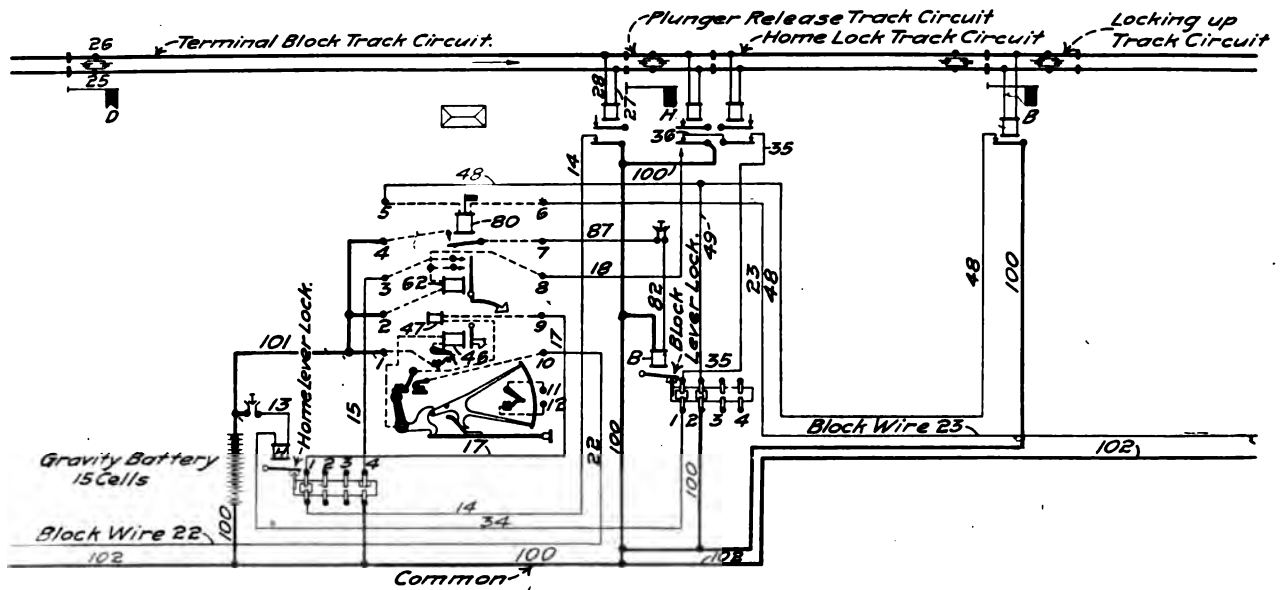 Terminal Block Track Circuit.
Plunger Release Track Circuit
Home Lock Track Circuit
Locking up
Track Circuit
26
25
D
28
27
H
B
36
35
14
100
48
5
6
80
87
4
7
18
3
8
62
49
23
48
48
100
82
Block
Lever Lock.
2
9
47
17
46
101
1
10
B
35
11
12
15
13
Home Lever Lock.
17
22
100
1 2 3 4
1 2 3 4
Block Wire 23
102
Gravity Battery
15 Cells
100
100
14
34
Block Wire 22
102
100
102
Common